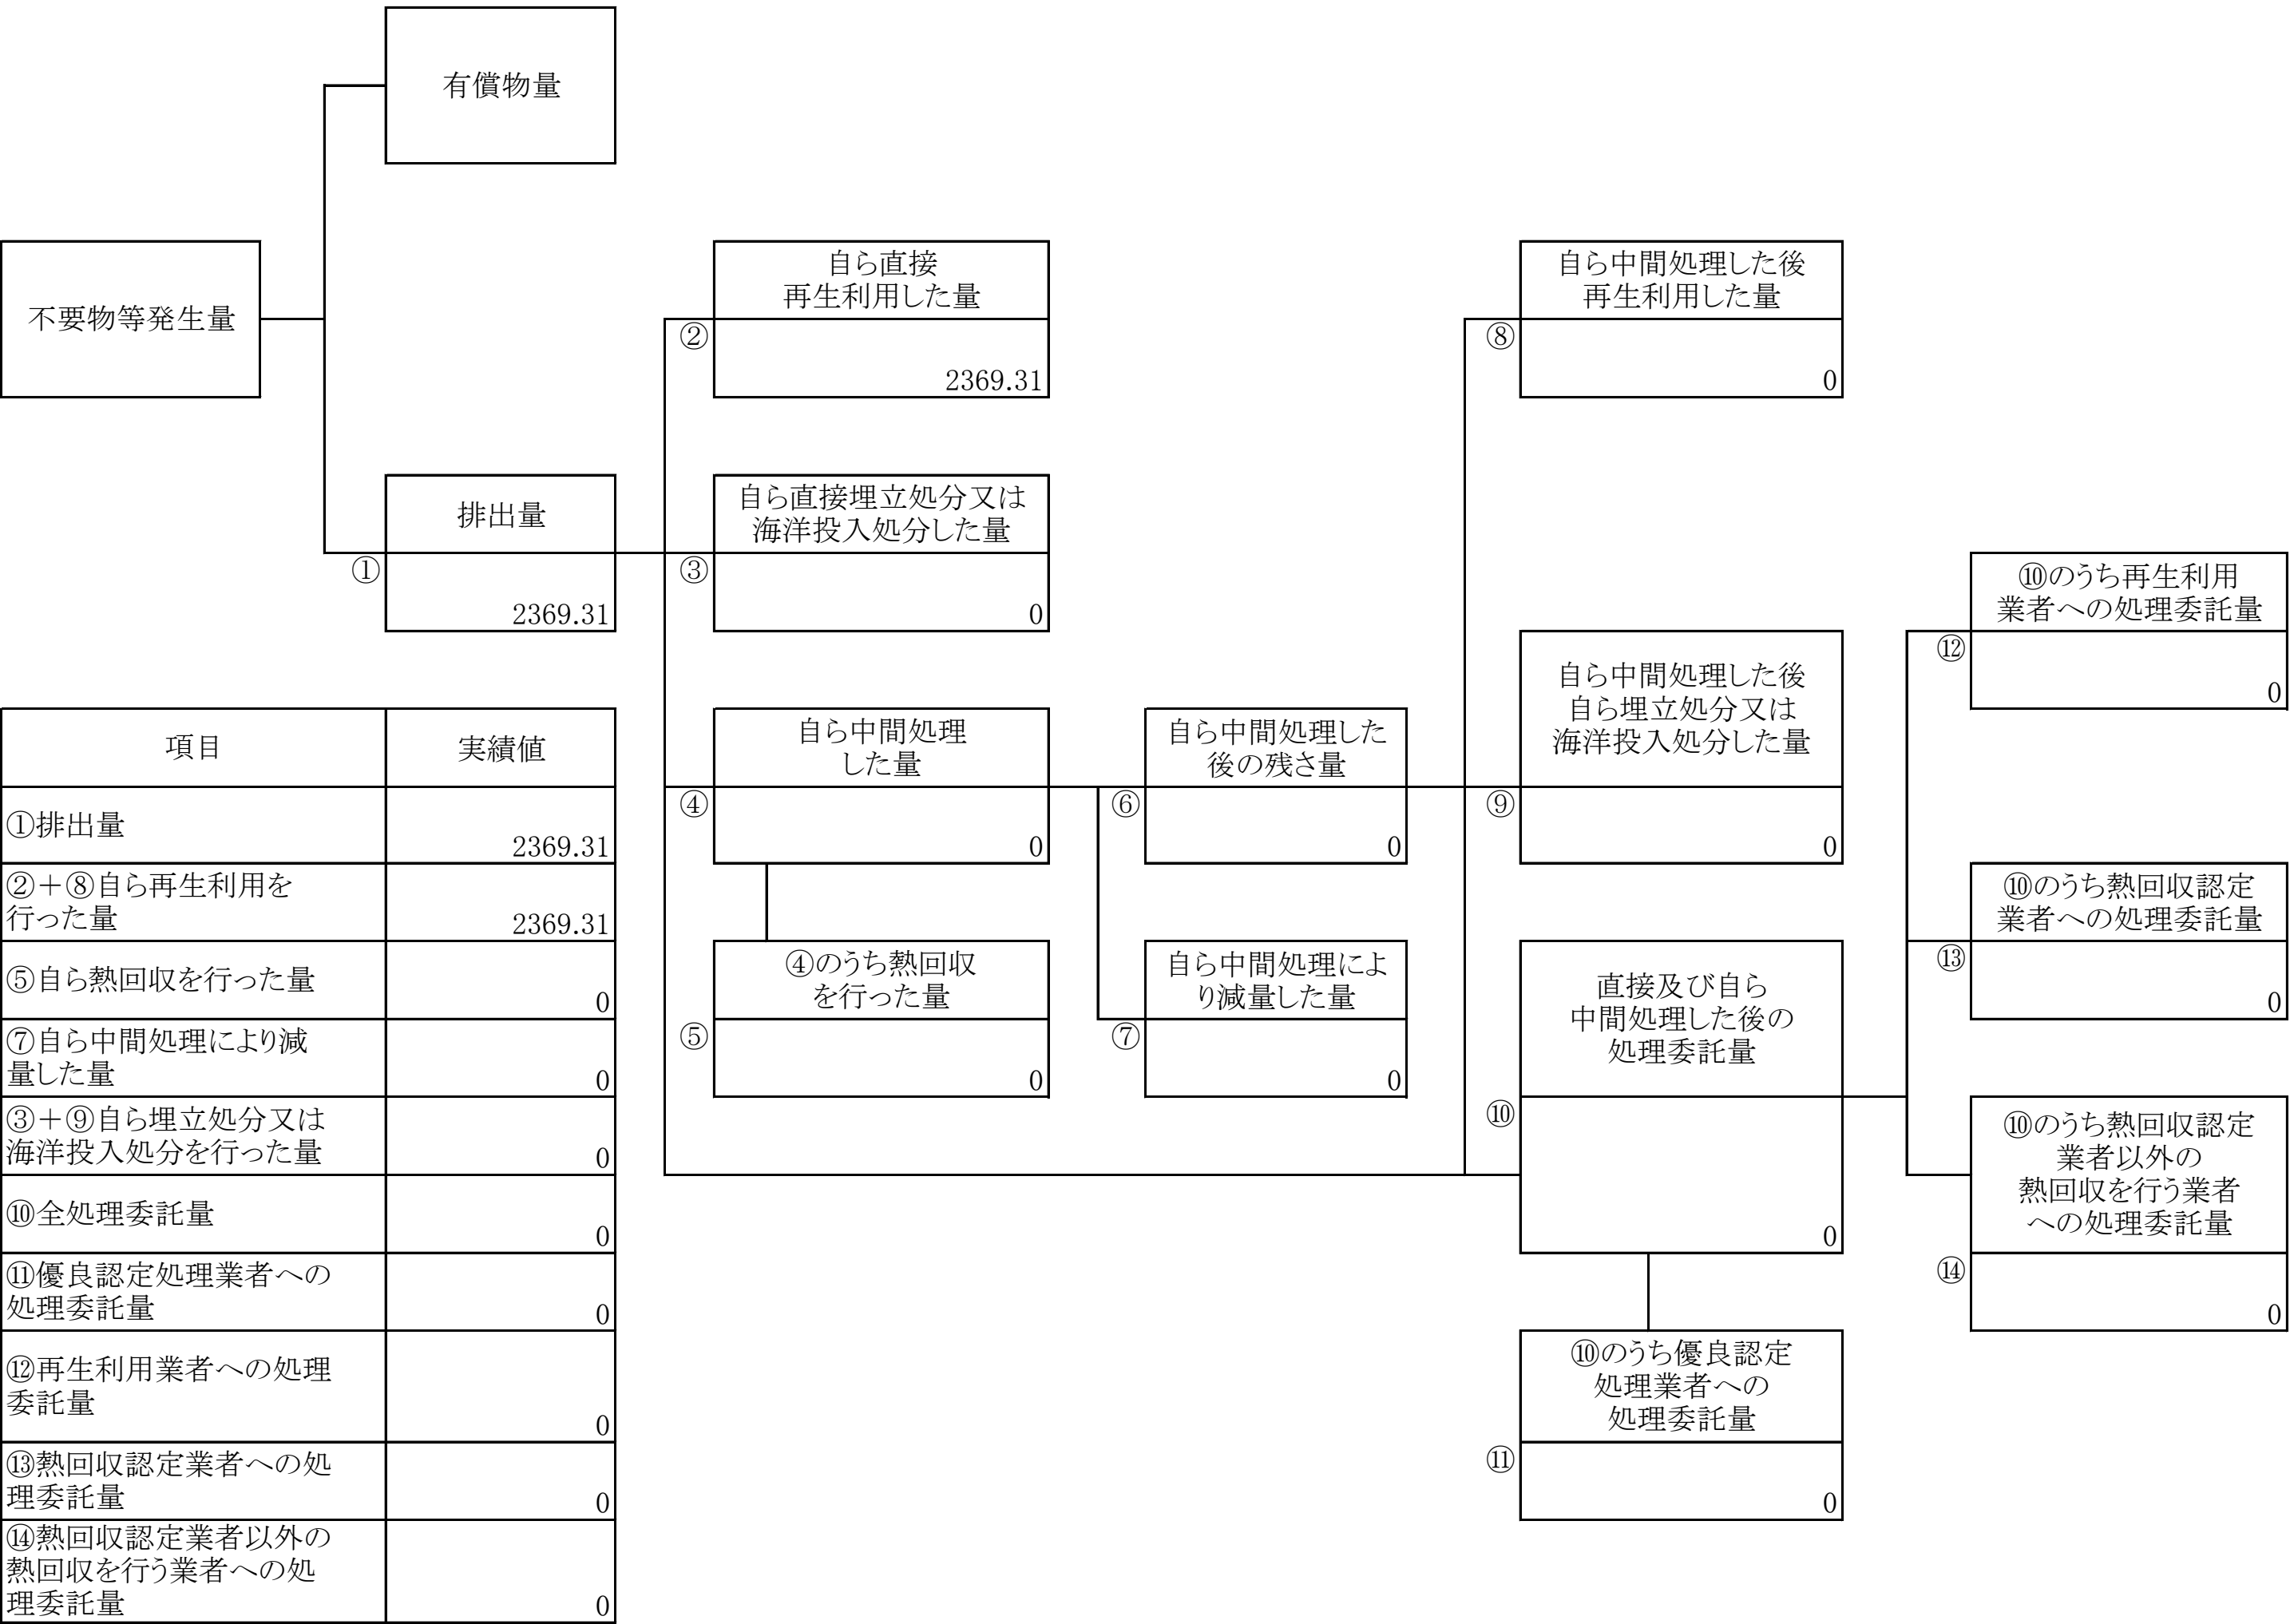 有償物量
不要物等発生量
自ら直接
再生利用した量
②
2369.31
自ら中間処理した後
再生利用した量
⑧
0
排出量
①
2369.31
自ら直接埋立処分又は
海洋投入処分した量
③
0
⑩のうち再生利用
業者への処理委託量
⑫
0
自ら中間処理
した量
④
0
自ら中間処理した
後の残さ量
⑥
0
自ら中間処理した後
自ら埋立処分又は
海洋投入処分した量
⑨
0
④のうち熱回収
を行った量
⑤
0
自ら中間処理によ
り減量した量
⑦
0
直接及び自ら
中間処理した後の
処理委託量
⑩
0
⑩のうち熱回収認定
業者への処理委託量
⑬
0
⑩のうち熱回収認定
業者以外の
熱回収を行う業者
への処理委託量
⑭
0
⑩のうち優良認定
処理業者への
処理委託量
⑪
0
項目 実績値
①排出量
2369.31
②＋⑧自ら再生利用を
行った量
2369.31
⑤自ら熱回収を行った量
0
⑦自ら中間処理により減
量した量
0
③＋⑨自ら埋立処分又は
海洋投入処分を行った量
0
⑩全処理委託量
0
⑪優良認定処理業者への
処理委託量
0
⑫再生利用業者への処理
委託量
0
⑬熱回収認定業者への処
理委託量
0
⑭熱回収認定業者以外の
熱回収を行う業者への処
理委託量
0